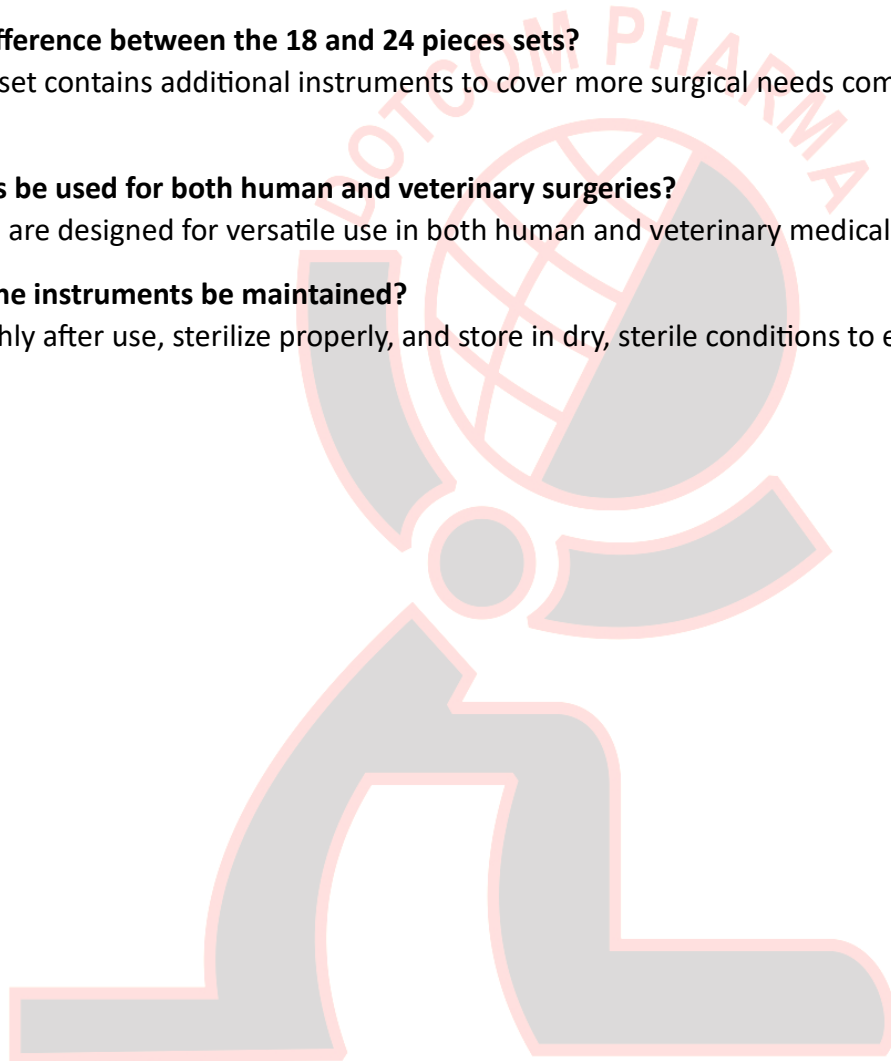 DOTCOM PHARMA
fference between the 18 and 24 pieces sets?
set contains additional instruments to cover more surgical needs com
s be used for both human and veterinary surgeries?
are designed for versatile use in both human and veterinary medical
he instruments be maintained?
hly after use, sterilize properly, and store in dry, sterile conditions to e